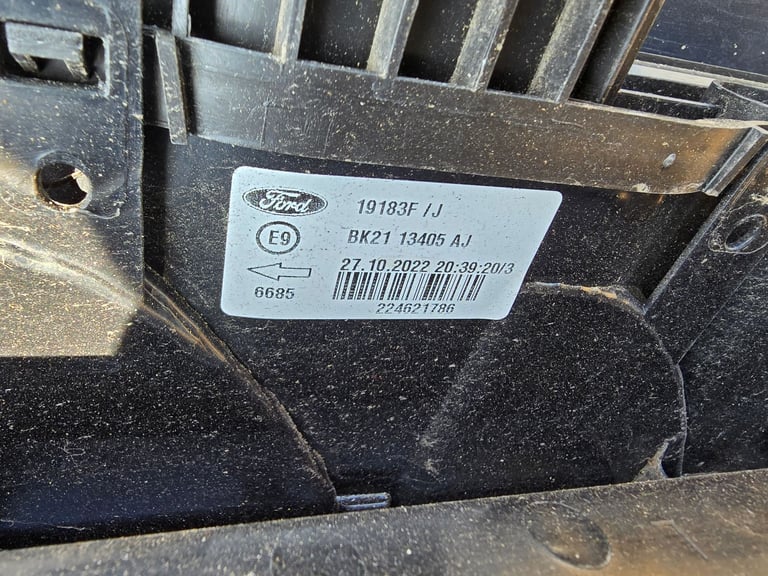 Ford
19183F /J
E9
BK21 13405 AJ
27.10.2022 20:39:20/3
6685
224621786